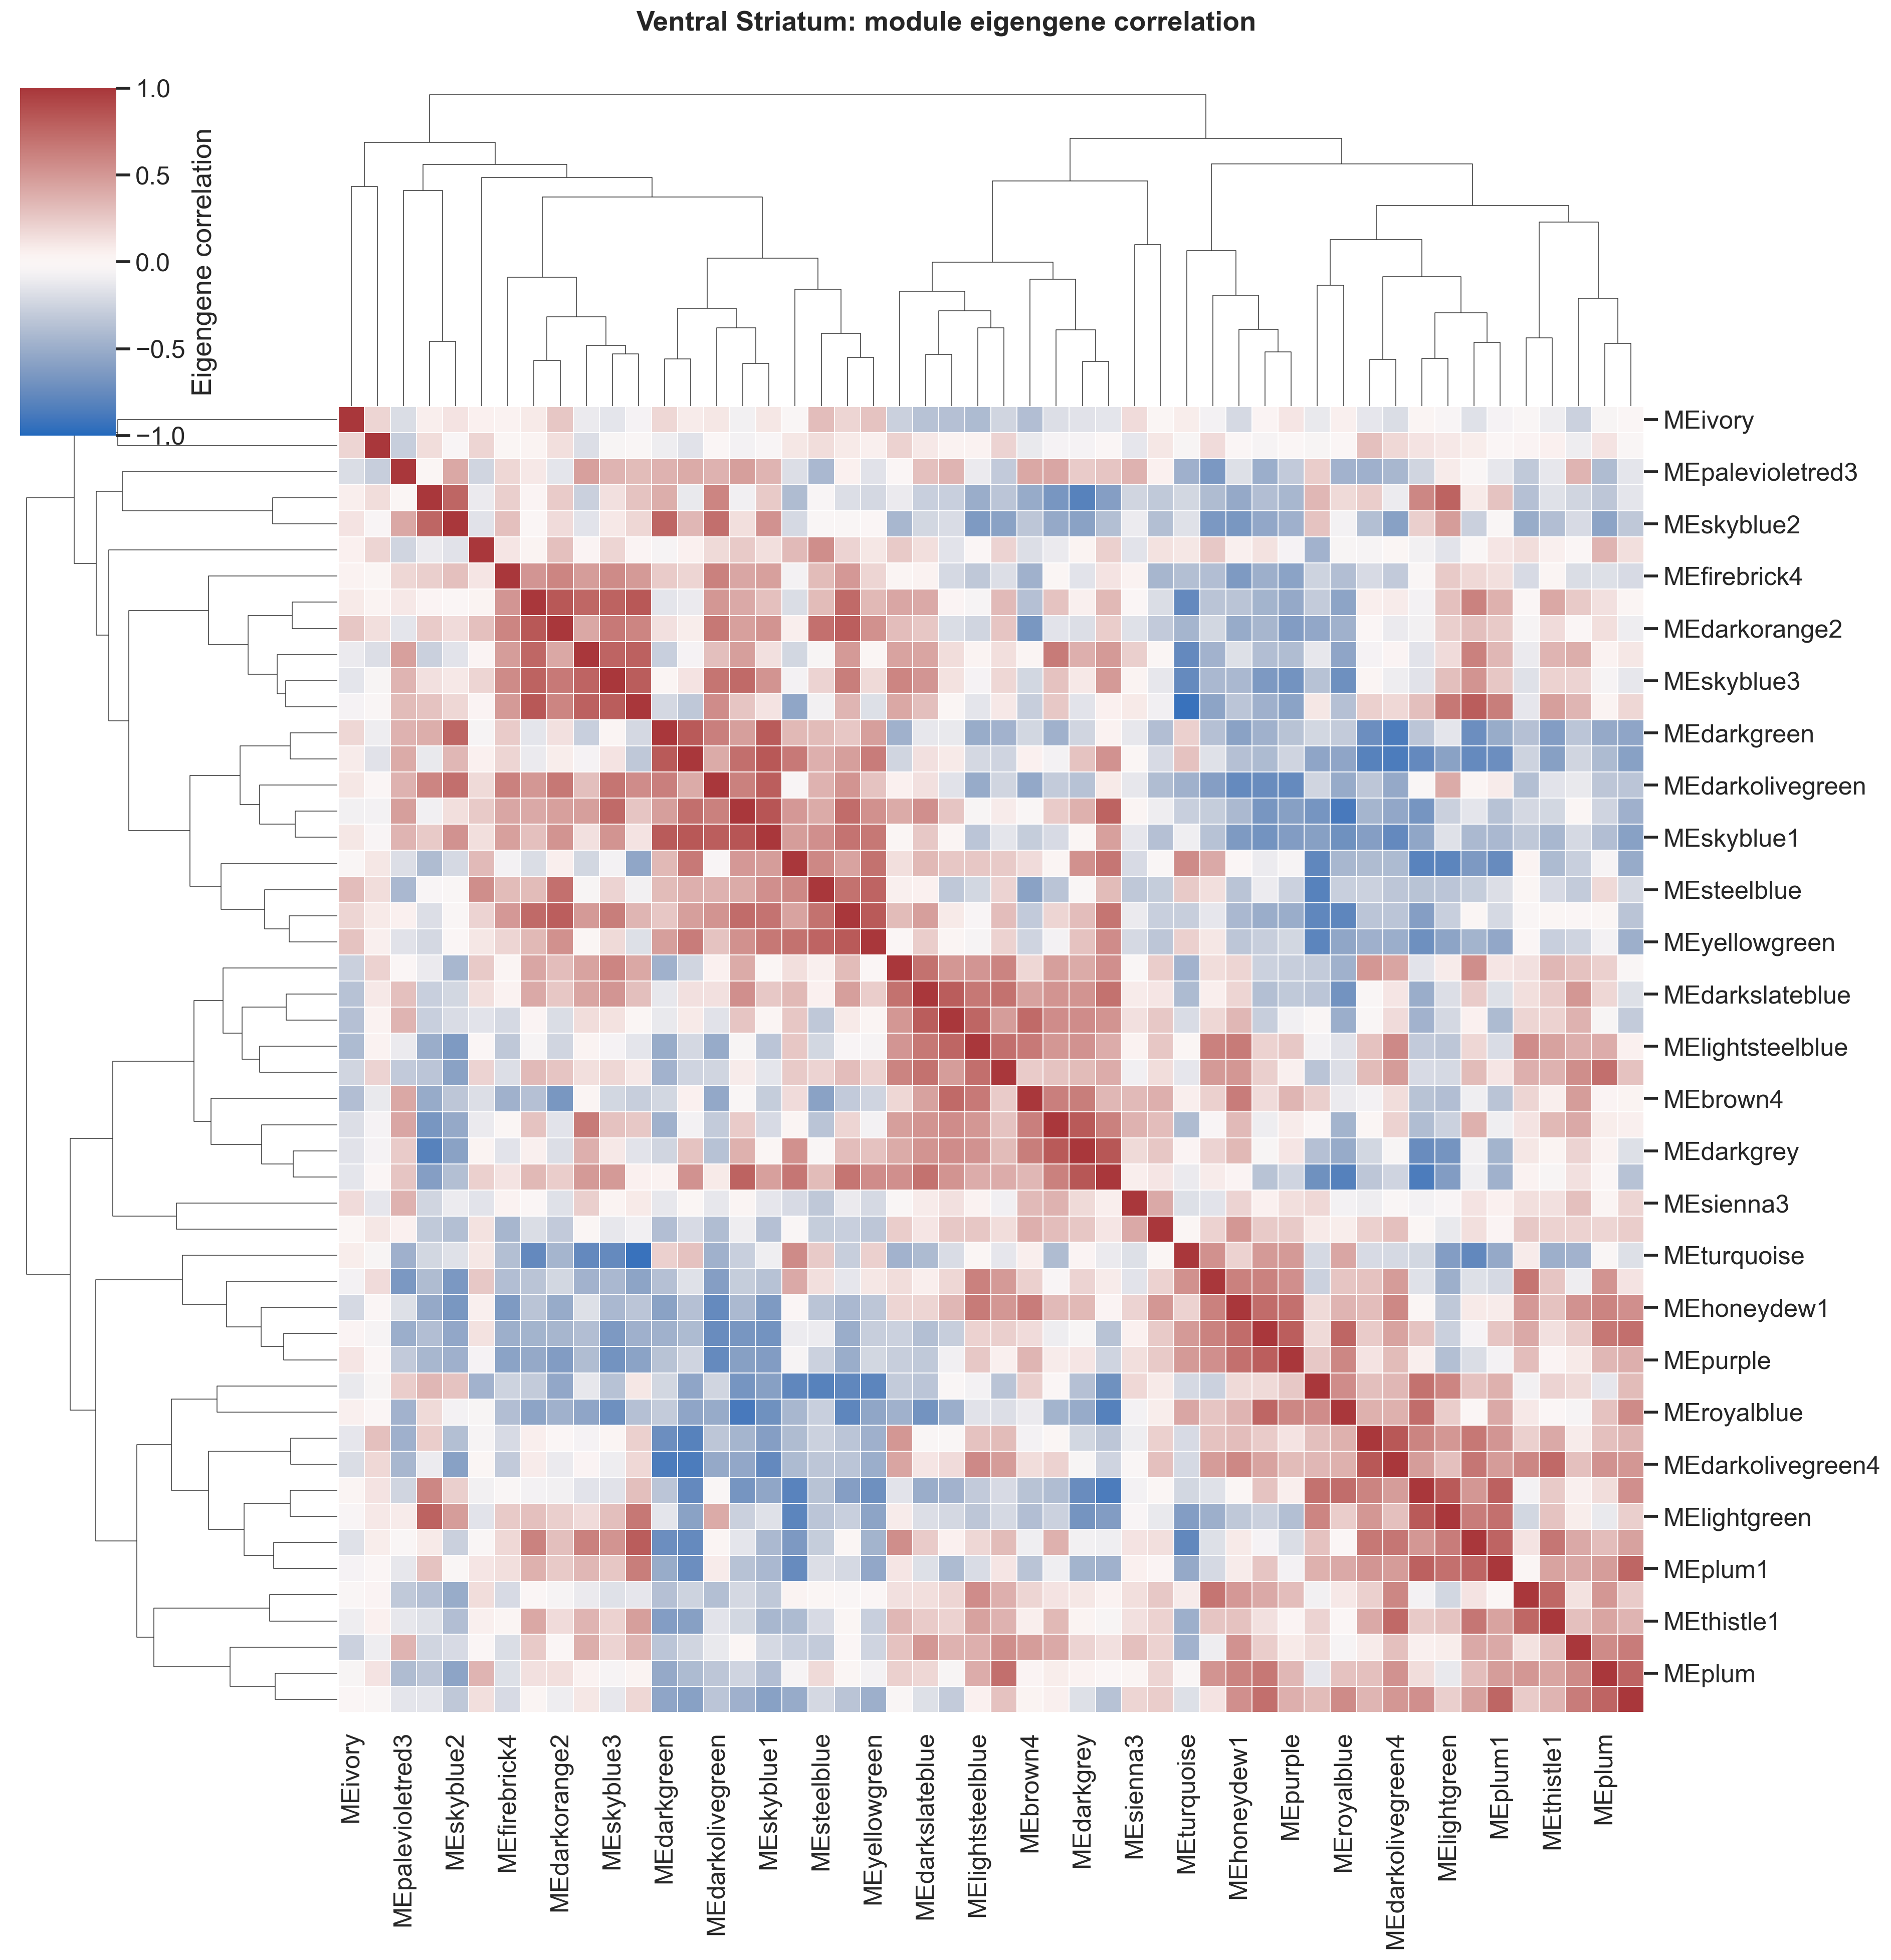 Ventral Striatum: module eigengene correlation
1.0
0.5
0.0
−0.5
−1.0
Eigengene correlation
MEivory
MEpalevioletred3
MEskyblue2
MEfirebrick4
MEdarkorange2
MEskyblue3
MEdarkgreen
MEdarkolivegreen
MEskyblue1
MEsteelblue
MEyellowgreen
MEdarkslateblue
MElightsteelblue
MEbrown4
MEdarkgrey
MEsienna3
MEturquoise
MEhoneydew1
MEpurple
MEroyalblue
MEdarkolivegreen4
MElightgreen
MEplum1
MEthistle1
MEplum
MEivory
MEpalevioletred3
MEskyblue2
MEfirebrick4
MEdarkorange2
MEskyblue3
MEdarkgreen
MEdarkolivegreen
MEskyblue1
MEsteelblue
MEyellowgreen
MEdarkslateblue
MElightsteelblue
MEbrown4
MEdarkgrey
MEsienna3
MEturquoise
MEhoneydew1
MEpurple
MEroyalblue
MEdarkolivegreen4
MElightgreen
MEplum1
MEthistle1
MEplum